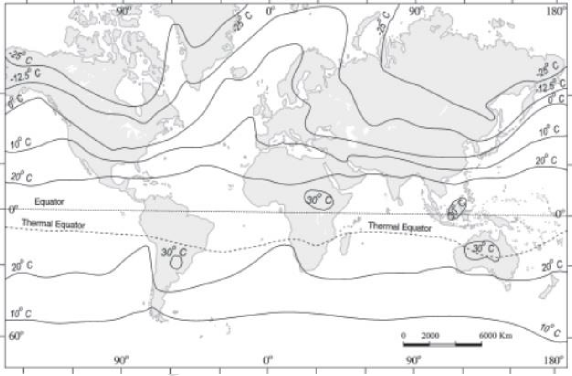 90° 0° 90° 180°
-25° C -25° C
-25° C -25° C
-12.5° C -12.5° C
0° C 0° C
10° C 10° C
20° C 20° C
30° C
Equator
0° 0°
Thermal Equator Thermal Equator
30° C 30° C
20° C 20° C
10° C 10° C
0 2000 6000 Km
60°
90° 0° 90° 180°